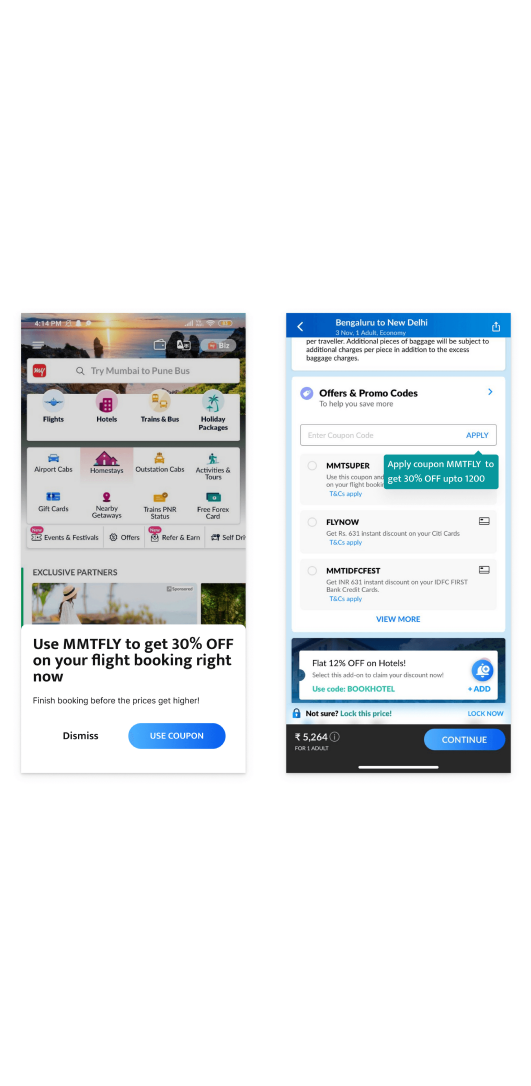 4:14 PM
Biz
my
Try Mumbai to Pune Bus
Flights
Hotels
Trains & Bus
Holiday
Packages
Airport Cabs
Homestays
Outstation Cabs
Activities &
Tours
Gift Cards
Nearby
Getaways
Trains PNR
Status
Free Forex
Card
New
Events & Festivals
Offers
New
Refer & Earn
Self Dri
EXCLUSIVE PARTNERS
Sponsored
Use MMTFLY to get 30% OFF
on your flight booking right
now
Finish booking before the prices get higher!
Dismiss
USE COUPON
Bengaluru to New Delhi
3 Nov, 1 Adult, Economy
per traveller. Additional pieces of baggage will be subject to
additional charges per piece in addition to the excess
baggage charges.
Offers & Promo Codes
To help you save more
Enter Coupon Code
APPLY
Apply coupon MMTFLY to
get 30% OFF upto 1200
MMTSUPER
Use this coupon and
on your flight bookin
T&Cs apply
FLYNOW
Get Rs. 631 instant discount on your Citi Cards
T&Cs apply
MMTIDFCFEST
Get INR 631 instant discount on your IDFC FIRST
Bank Credit Cards.
T&Cs apply
VIEW MORE
Flat 12% OFF on Hotels!
Select this add-on to claim your discount now!
Use code: BOOKHOTEL
+ ADD
Not sure? Lock this price!
LOCK NOW
₹ 5,264
FOR 1 ADULT
CONTINUE